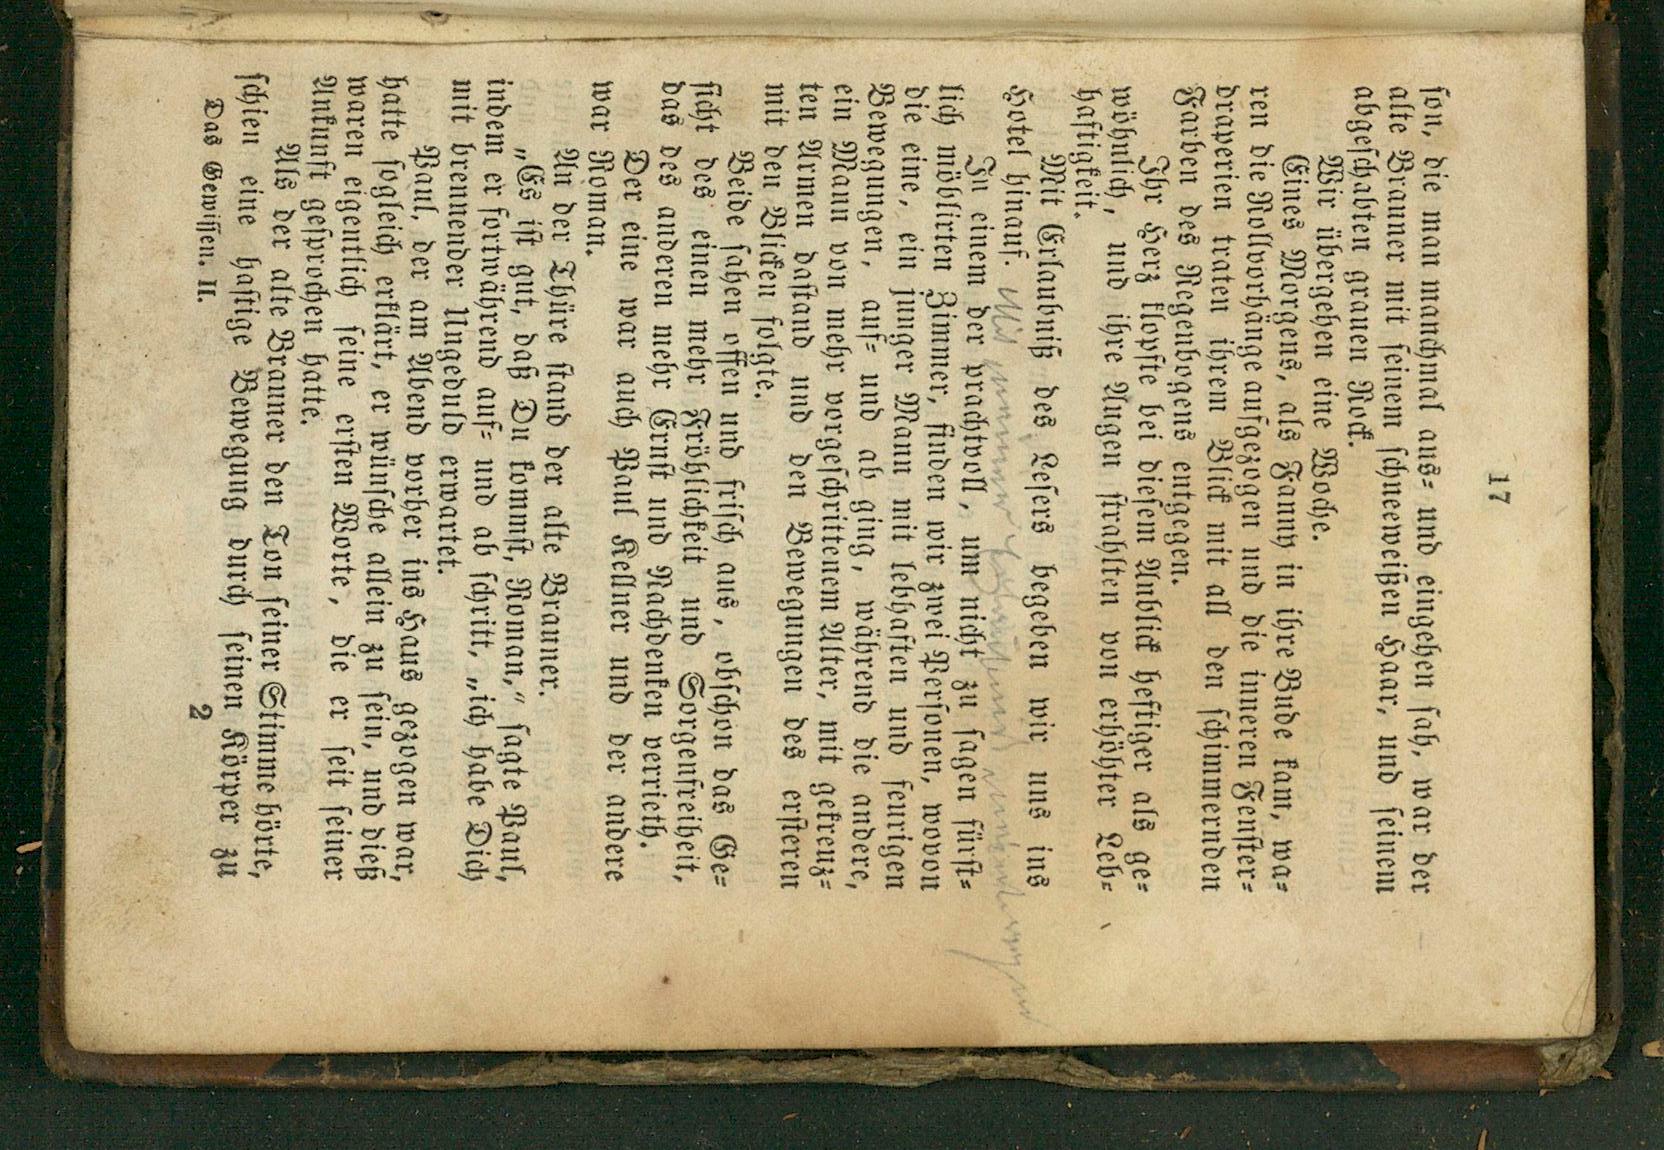 17
ſon, die man manchmal aus= und eingehen ſah, war der
alte Branner mit ſeinem ſchneeweißen Haar, und ſeinem
abgeſchabten grauen Rock.
Wir übergehen eine Woche.
Eines Morgens, als Fanny in ihre Bude kam, wa=
ren die Rollvorhänge aufgezogen und die inneren Fenſter=
draperien traten ihrem Blick mit all den ſchimmernden
Farben des Regenbogens entgegen.
Ihr Herz klopfte bei dieſem Anblick heftiger als ge=
wöhnlich, und ihre Augen ſtrahlten von erhöhter Leb=
haftigkeit.
Mit Erlaubniß des Leſers begeben wir uns ins
Hotel hinauf.
In einem der prachtvoll, um nicht zu ſagen fürſt=
lich möblirten Zimmer, finden wir zwei Perſonen, wovon
die eine, ein junger Mann mit lebhaften und feurigen
Bewegungen, auf= und ab ging, während die andere,
ein Mann von mehr vorgeſchrittenem Alter, mit gekreuz=
ten Armen daſtand und den Bewegungen des erſteren
mit den Blicken folgte.
Beide ſahen offen und friſch aus, obſchon das Ge=
ſicht des einen mehr Fröhlichkeit und Sorgenfreiheit,
das des anderen mehr Ernſt und Nachdenken verrieth.
Der eine war auch Paul Kellner und der andere
war Roman.
An der Thüre ſtand der alte Branner.
„Es iſt gut, daß Du kommſt, Roman,“ ſagte Paul,
indem er fortwährend auf= und ab ſchritt, „ich habe Dich
mit brennender Ungeduld erwartet.
Paul, der am Abend vorher ins Haus gezogen war,
hatte ſogleich erklärt, er wünſche allein zu ſein, und dieß
waren eigentlich ſeine erſten Worte, die er ſeit ſeiner
Ankunft geſprochen hatte.
Als der alte Branner den Ton ſeiner Stimme hörte,
ſchien eine haſtige Bewegung durch ſeinen Körper zu
Das Gewiſſen. II. 2